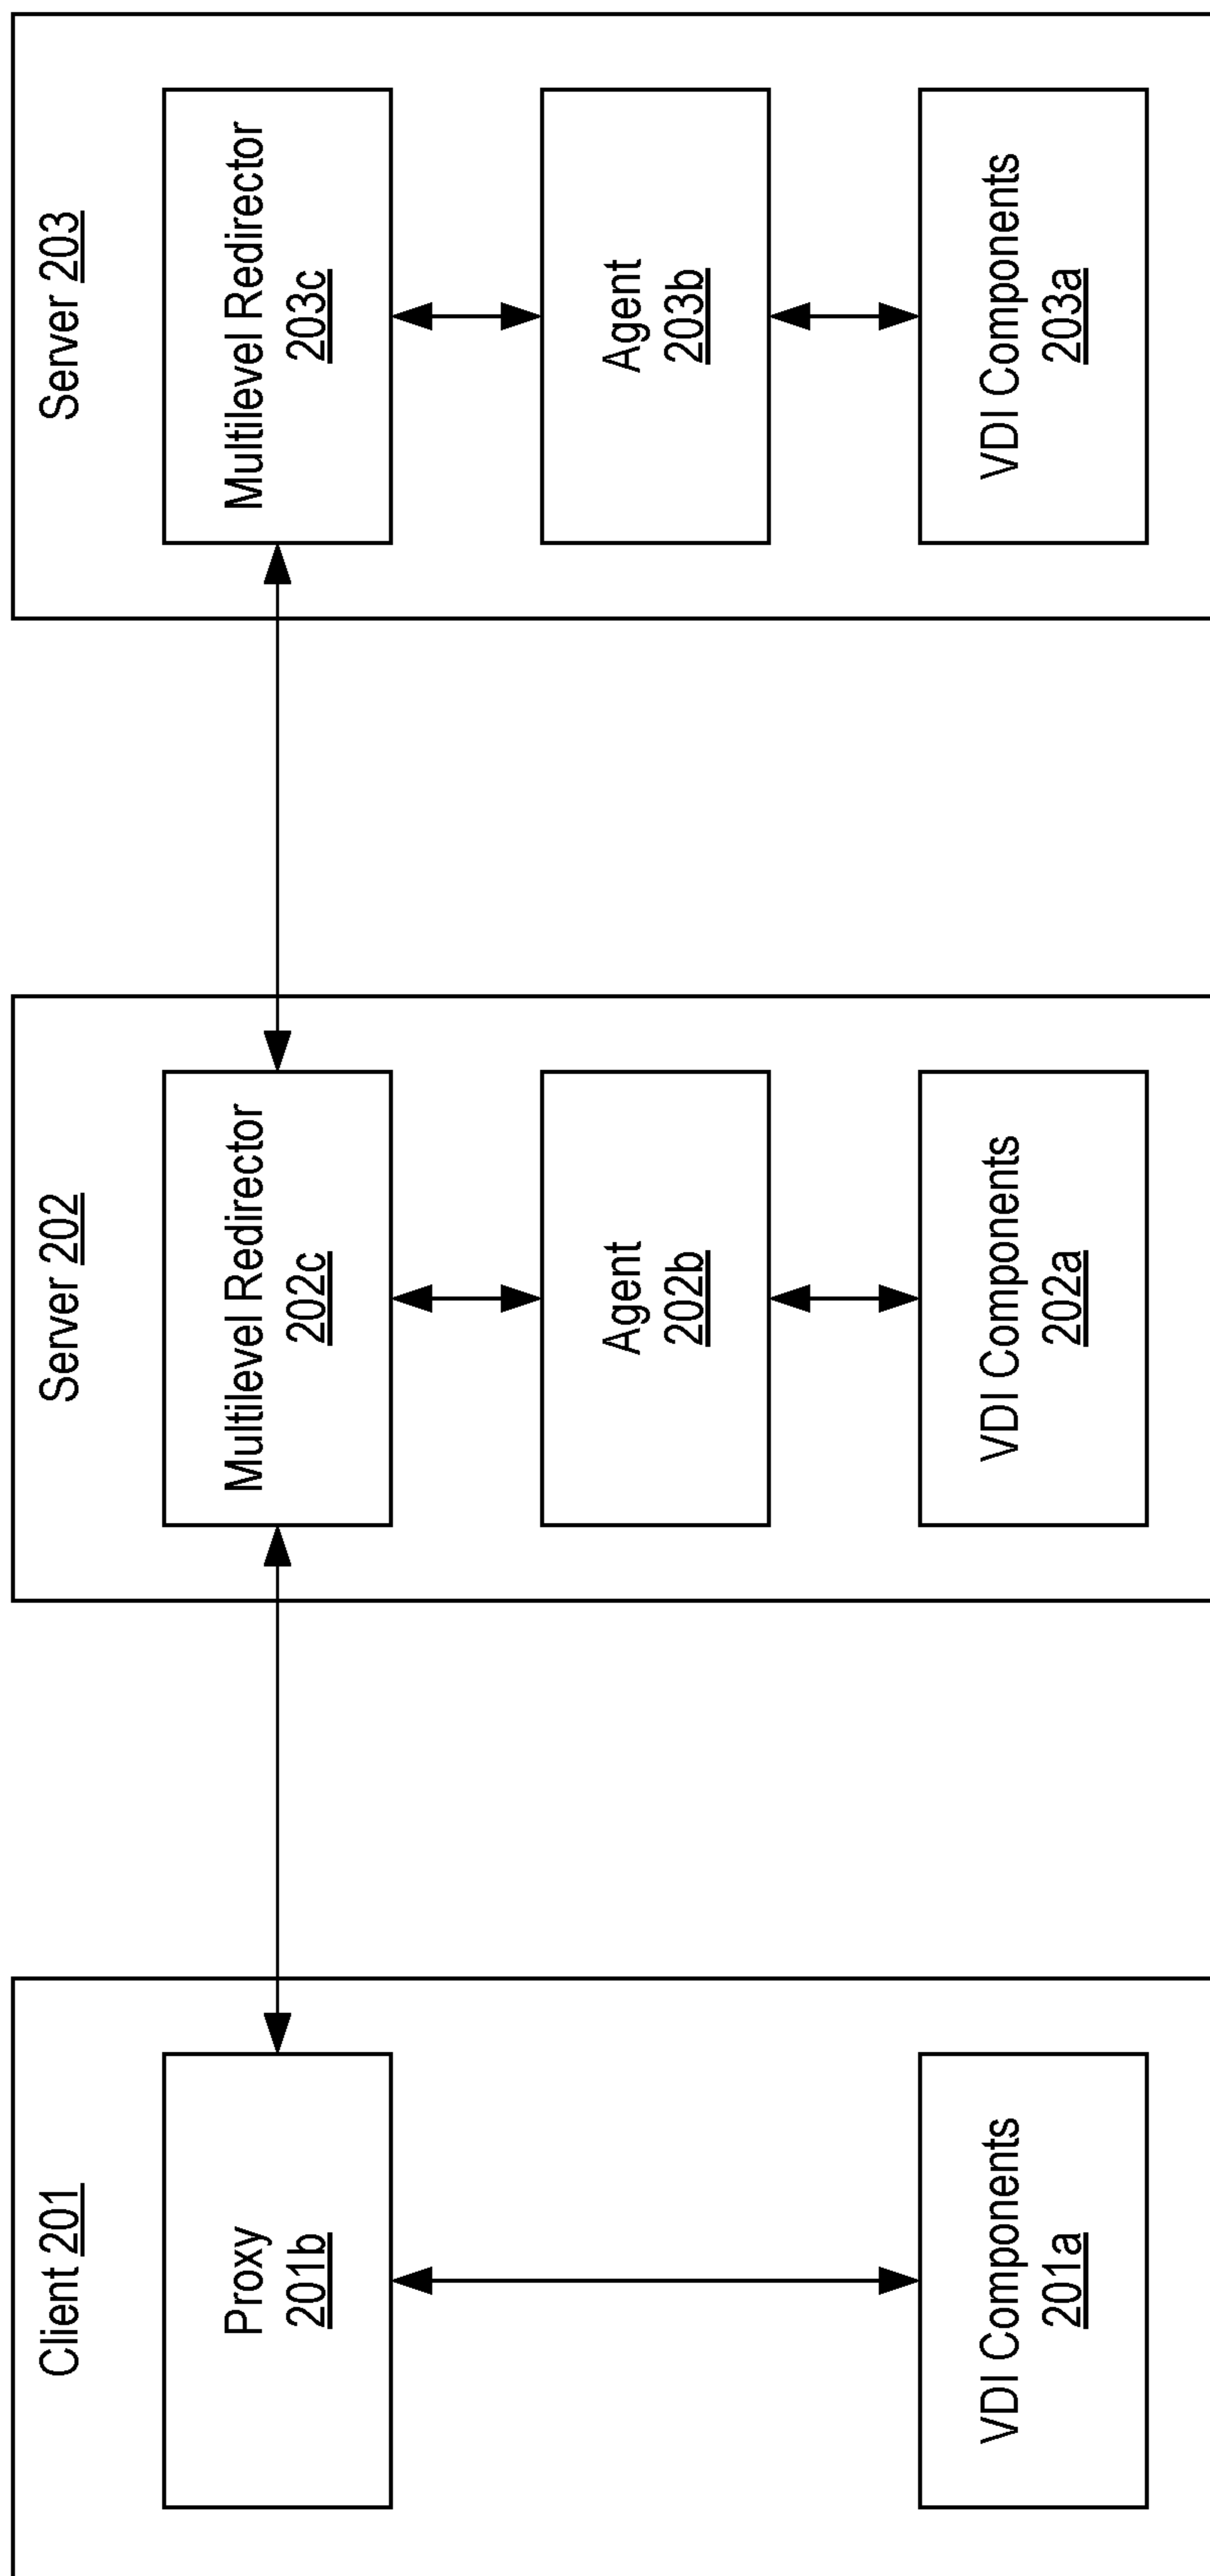 Client 201
Proxy
201b
VDI Components
201a
Server 202
Multilevel Redirector
202c
Agent
202b
VDI Components
202a
Server 203
Multilevel Redirector
203c
Agent
203b
VDI Components
203a